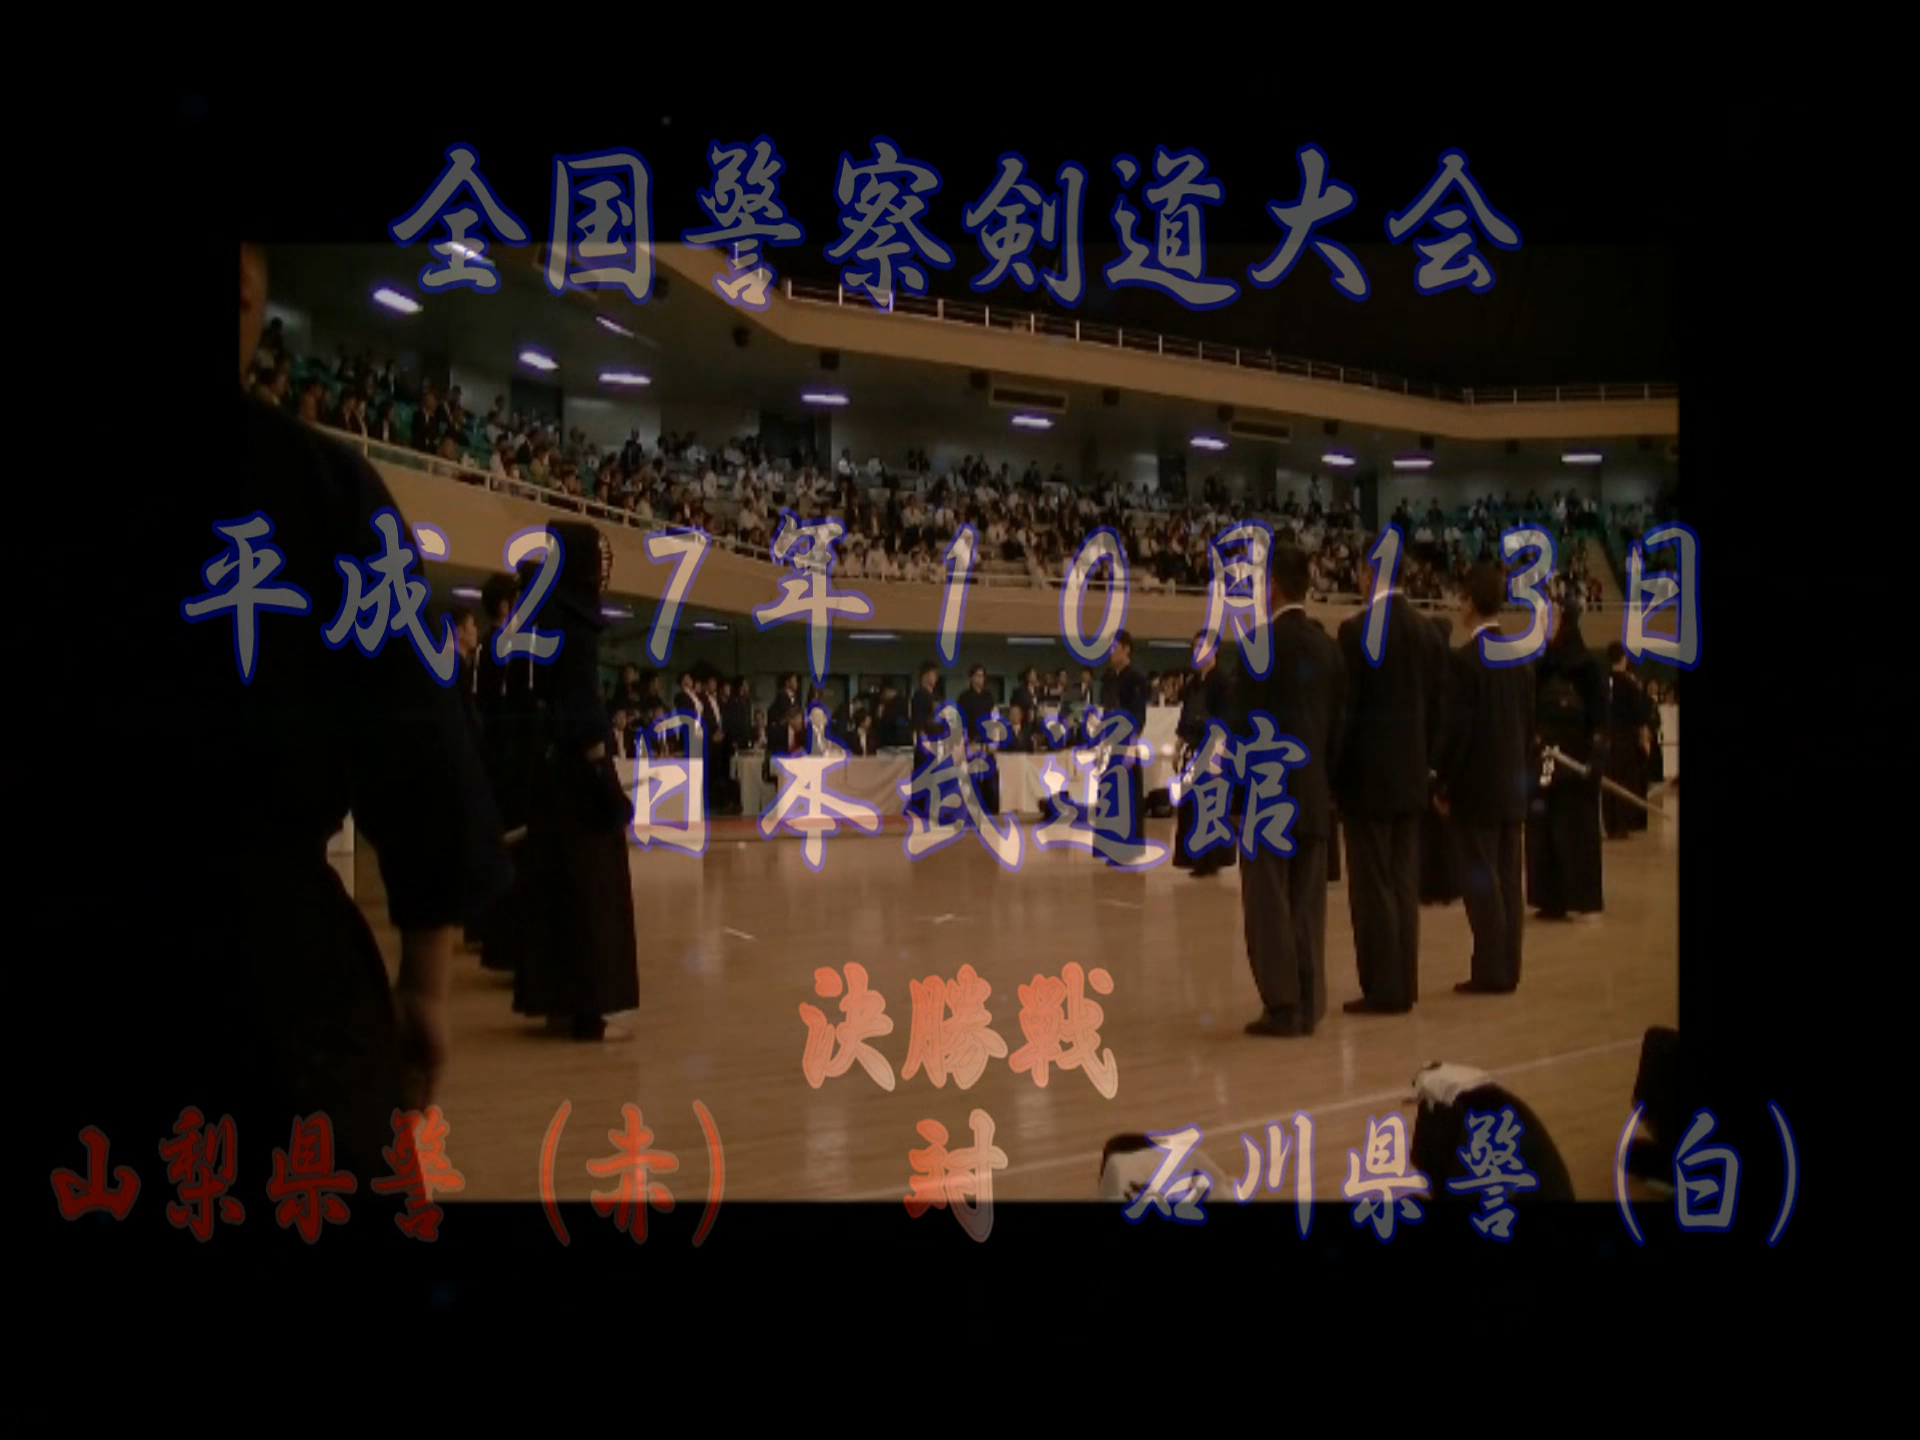 全国警察剣道大会
平成27年10月13日
日本武道館
決勝戦
山梨県警(赤) 対 石川県警(白)